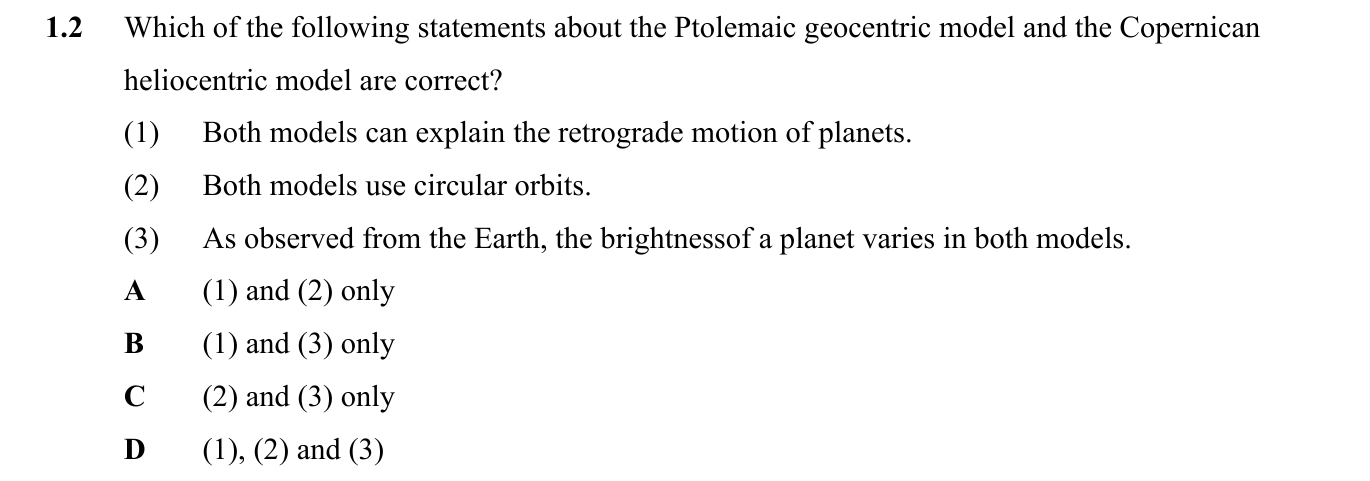 1.2 Which of the following statements about the Ptolemaic geocentric model and the Copernican
heliocentric model are correct?
(1) Both models can explain the retrograde motion of planets.
(2) Both models use circular orbits.
(3) As observed from the Earth, the brightnessof a planet varies in both models.
A (1) and (2) only
B (1) and (3) only
C (2) and (3) only
D (1), (2) and (3)